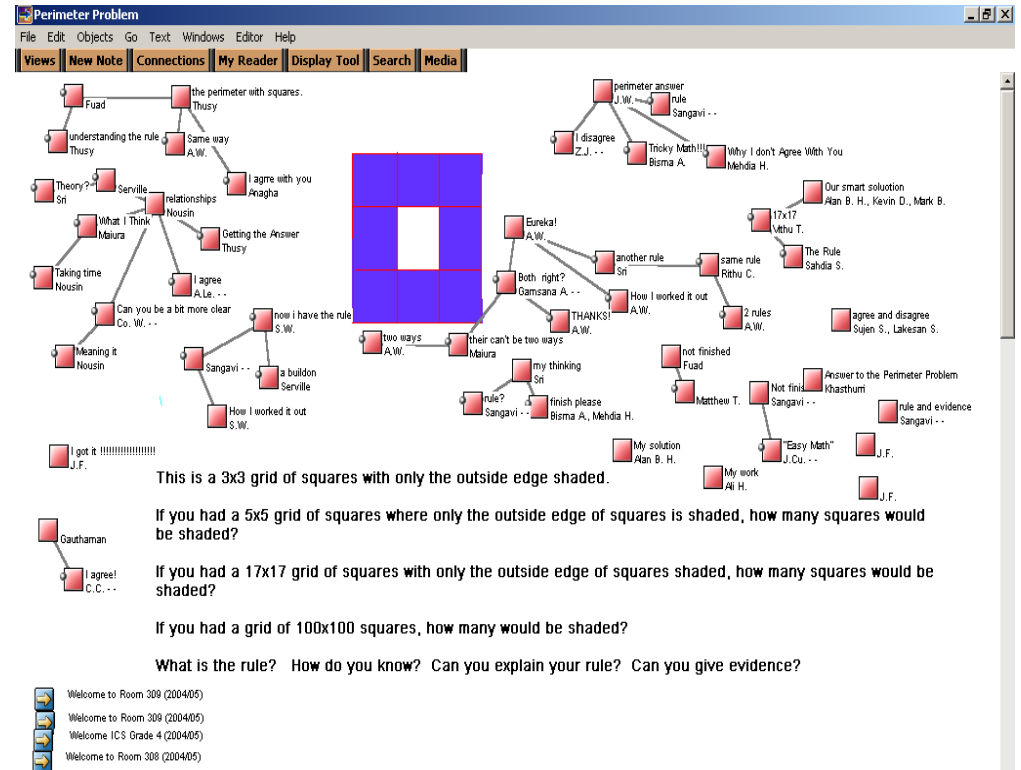 Perimeter Problem
File Edit Objects Go Text Windows Editor Help
Views New Note Connections My Reader Display Tool Search Media
Fuad
the perimeter with squares.
Thusy
understanding the rule
Thusy
Same way
A.W.
I agrre with you
Anagha
Theory?
Sri
Serville
relationships
Nousin
What I Think
Maiura
Getting the Answer
Thusy
Taking time
Nousin
I agree
A.Le. - -
Can you be a bit more clear
Co. W. - -
Meaning it
Nousin
now i have the rule
S.W.
Sangavi - -
a buildon
Serville
How I worked it out
S.W.
perimeter answer
J.W.
rule
Sangavi - -
I disagree
Z.J. - -
Tricky Math!!!
Bisma A.
Why I don't Agree With You
Mehdia H.
Our smart soluotion
Alan B. H., Kevin D., Mark B.
17x17
Mthu T.
The Rule
Sahdia S.
Eureka!
A.W.
another rule
Sri
same rule
Rithu C.
Both right?
Gamsana A. - -
How I worked it out
A.W.
2 rules
A.W.
THANKS!
A.W.
two ways
A.W.
their can't be two ways
Maiura
agree and disagree
Sujen S., Lakesan S.
my thinking
Sri
rule?
Sangavi - -
finish please
Bisma A., Mehdia H.
not finished
Fuad
Matthew T.
Not finis
Sangavi - -
Answer to the Perimeter Problem
Khasthurri
rule and evidence
Sangavi - -
My solution
Alan B. H.
"Easy Math"
J.Cu. - -
J.F.
My work
Ali H.
J.F.
I got it !!!!!!!!!!!!!!!!!!!!
J.F.
This is a 3x3 grid of squares with only the outside edge shaded.
If you had a 5x5 grid of squares where only the outside edge of squares is shaded, how many squares would
be shaded?
Gauthaman
I agree!
C.C. - -
If you had a 17x17 grid of squares with only the outside edge of squares shaded, how many squares would be
shaded?
If you had a grid of 100x100 squares, how many would be shaded?
What is the rule? How do you know? Can you explain your rule? Can you give evidence?
Welcome to Room 309 (2004/05)
Welcome to Room 309 (2004/05)
Welcome ICS Grade 4 (2004/05)
Welcome to Room 308 (2004/05)